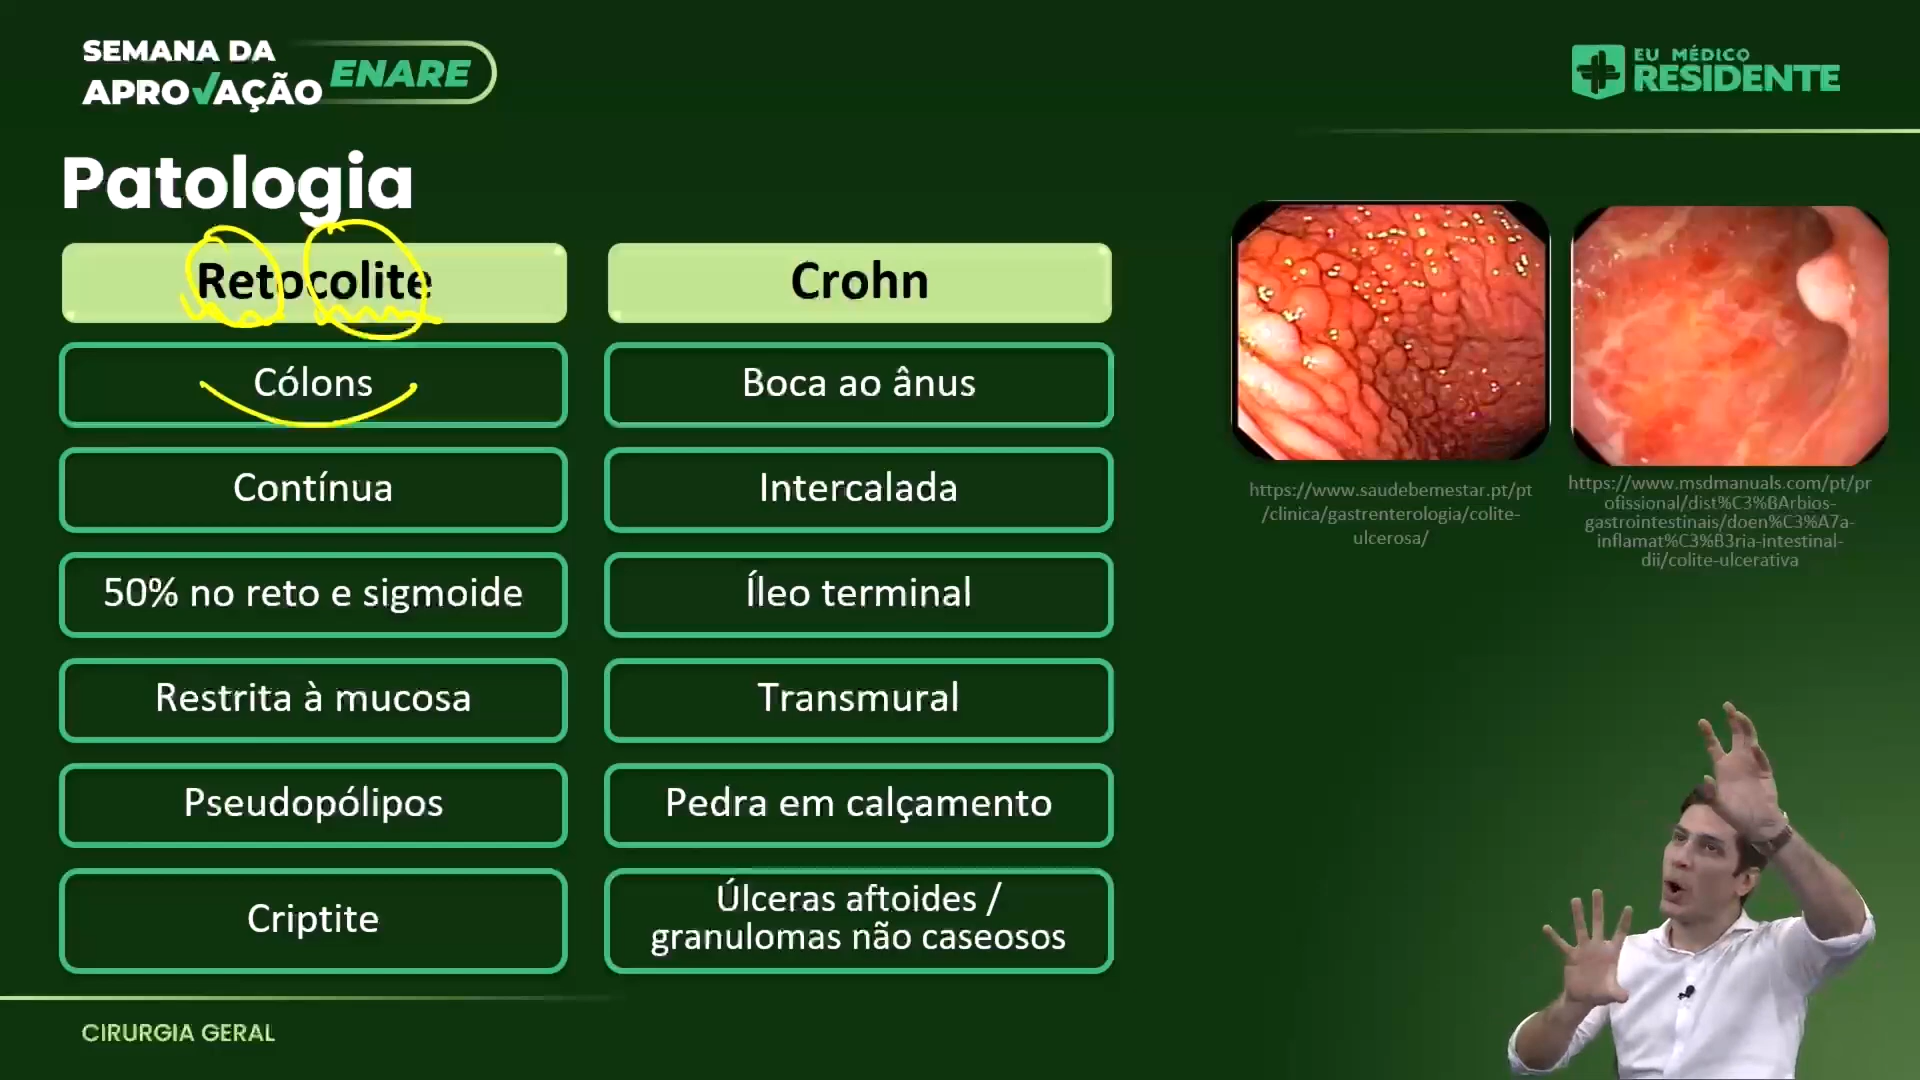 SEMANA DA
APROVAÇÃO ENARE
EU MÉDICO
RESIDENTE
Patologia
Retocolite
Crohn
Cólons
Boca ao ânus
Contínua
Intercalada
50% no reto e sigmoide
Íleo terminal
Restrita à mucosa
Transmural
Pseudopólipos
Pedra em calçamento
Criptite
Úlceras aftoides /
granulomas não caseosos
https://www.saudebemestar.pt/pt
/clinica/gastrenterologia/colite-
ulcerosa/
https://www.msdmanuals.com/pt/pr
ofissional/dist%C3%BArbios-
gastrointestinais/doen%C3%A7a-
inflamat%C3%B3ria-intestinal-
dii/colite-ulcerativa
CIRURGIA GERAL